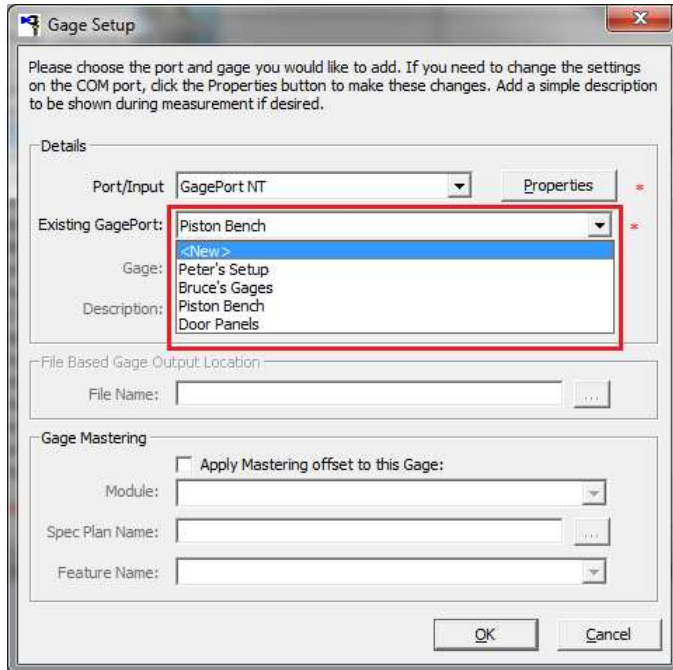 Gage Setup
Please choose the port and gage you would like to add. If you need to change the settings
on the COM port, click the Properties button to make these changes. Add a simple description
to be shown during measurement if desired.
Details
Port/Input GagePort NT Properties *
Existing GagePort: Piston Bench *
<New>
Gage: Peter's Setup
Bruce's Gages
Description: Piston Bench
Door Panels
File Based Gage Output Location
File Name: ...
Gage Mastering
Apply Mastering offset to this Gage:
Module:
Spec Plan Name: ...
Feature Name:
OK Cancel